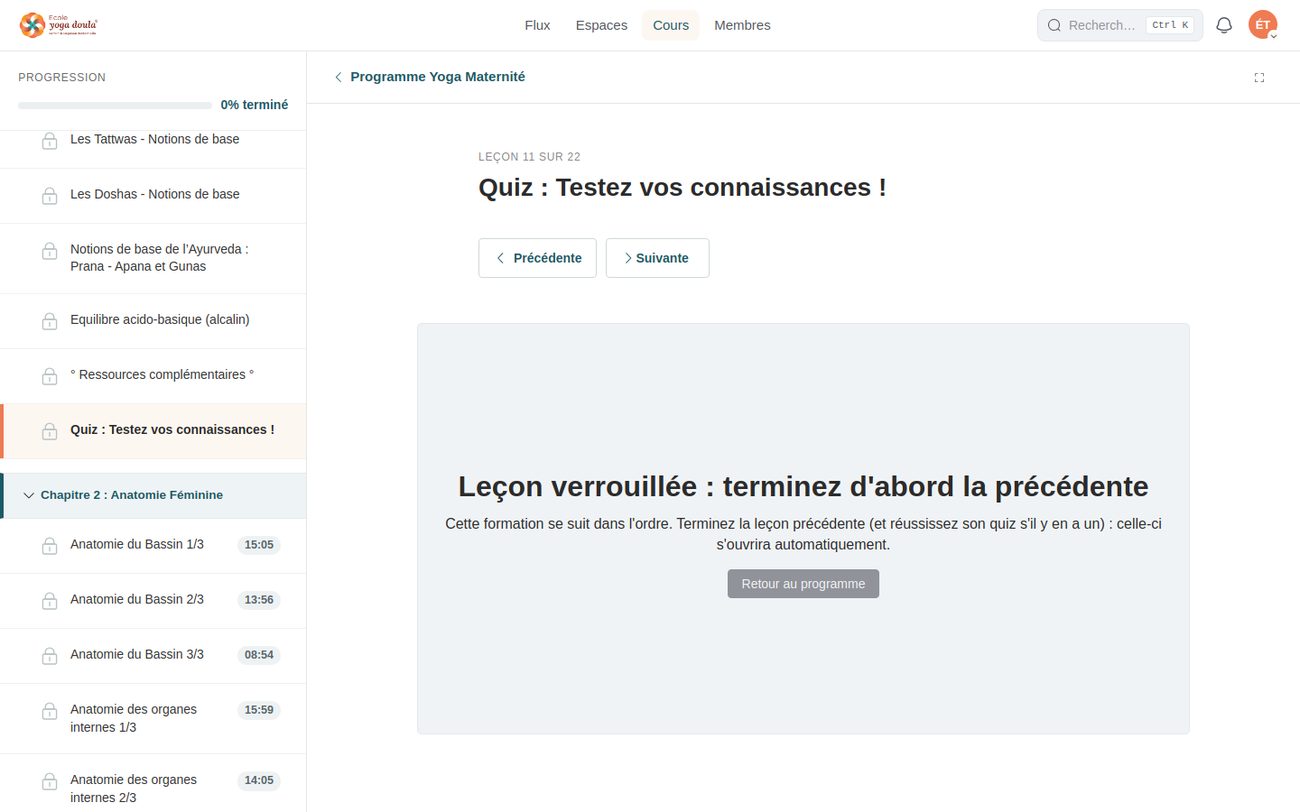 Ecole
yoga doula
Flux
Espaces
Cours
Membres
Recherch…
Ctrl K
ÉT
PROGRESSION
0% terminé
Programme Yoga Maternité
Les Tattwas - Notions de base
Les Doshas - Notions de base
Notions de base de l'Ayurveda :
Prana - Apana et Gunas
Equilibre acido-basique (alcalin)
° Ressources complémentaires °
Quiz : Testez vos connaissances !
Chapitre 2 : Anatomie Féminine
Anatomie du Bassin 1/3
15:05
Anatomie du Bassin 2/3
13:56
Anatomie du Bassin 3/3
08:54
Anatomie des organes
internes 1/3
15:59
Anatomie des organes
internes 2/3
14:05
LEÇON 11 SUR 22
Quiz : Testez vos connaissances !
Précédente
Suivante
Leçon verrouillée : terminez d'abord la précédente
Cette formation se suit dans l'ordre. Terminez la leçon précédente (et réussissez son quiz s'il y en a un) : celle-ci
s'ouvrira automatiquement.
Retour au programme